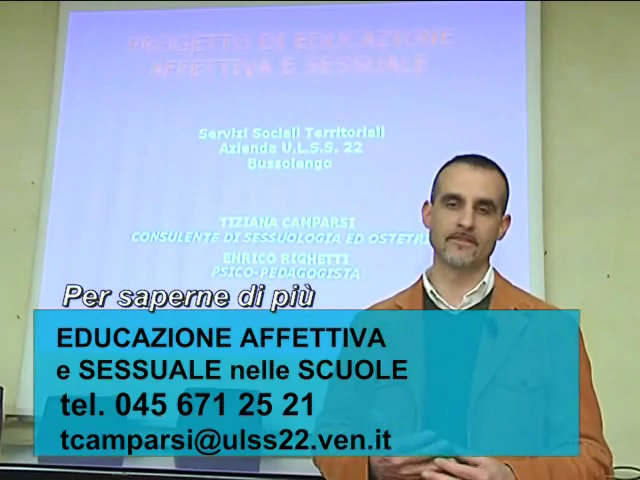 PROGETTO DI EDUCAZIONE
AFFETTIVA E SESSUALE
Servizi Sociali Territoriali
Azienda U.L.S.S. 22
Bussolengo
TIZIANA CAMPARSI
CONSULENTE DI SESSUOLOGIA ED
ENRICO RIGHETTI
PSICO-PEDAGOGISTA
Per saperne di più
EDUCAZIONE AFFETTIVA
e SESSUALE nelle SCUOLE
tel. 045 671 25 21
tcamparsi@ulss22.ven.it